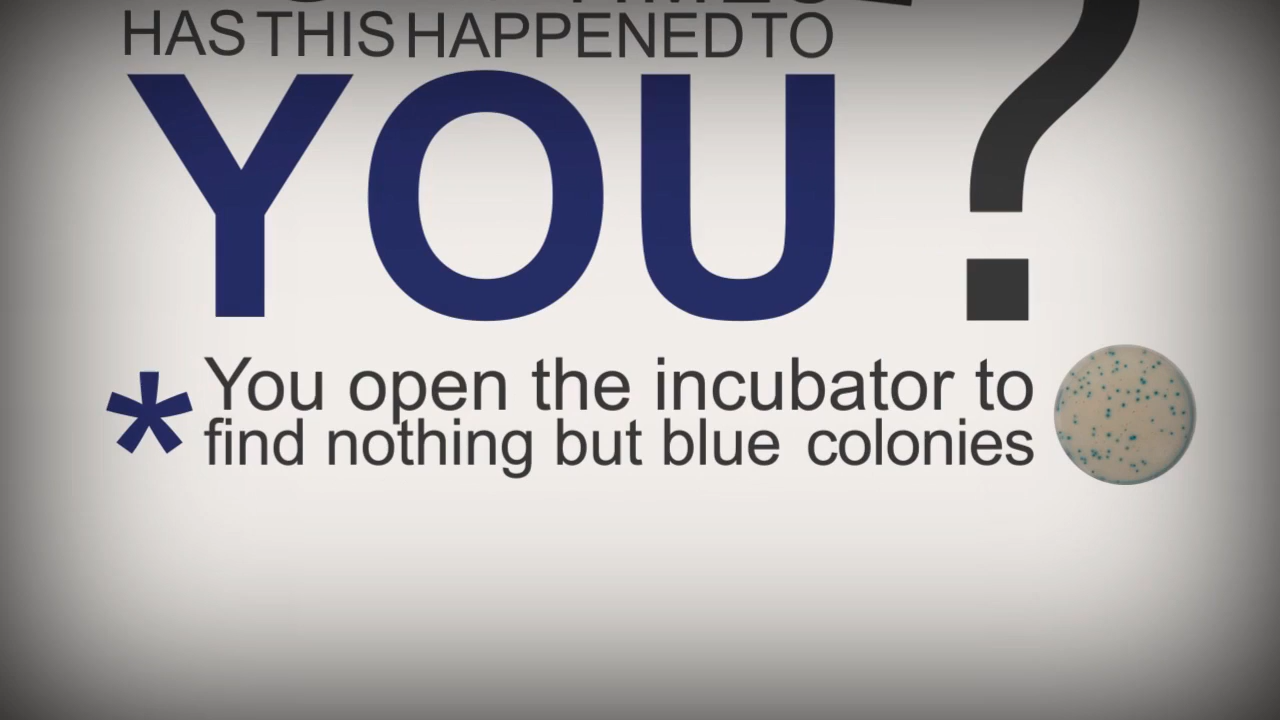 HAS THIS HAPPENED TO
YOU?
* You open the incubator to
find nothing but blue colonies